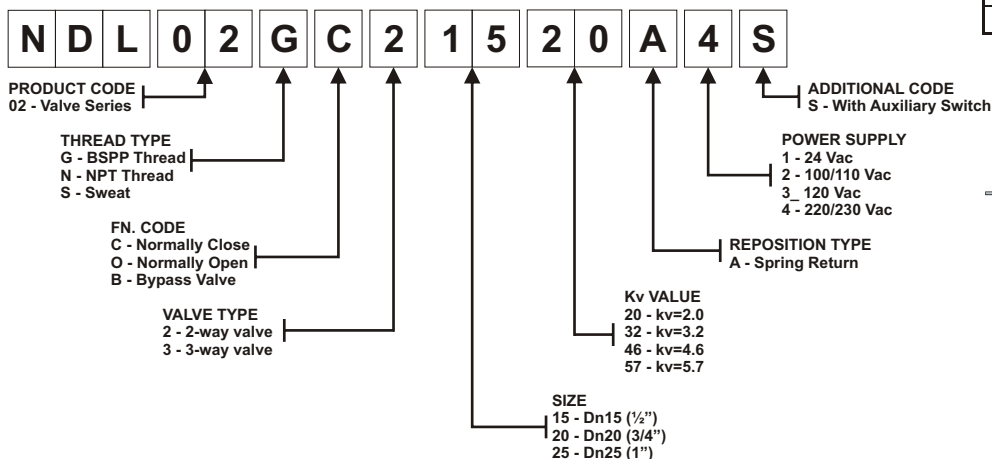 N D L 0 2 G C 2 1 5 2 0 A 4 S
PRODUCT CODE
02 - Valve Series
THREAD TYPE
G - BSPP Thread
N - NPT Thread
S - Sweat
FN. CODE
C - Normally Close
O - Normally Open
B - Bypass Valve
VALVE TYPE
2 - 2-way valve
3 - 3-way valve
SIZE
15 - Dn15 (½”)
20 - Dn20 (3/4”)
25 - Dn25 (1”)
Kv VALUE
20 - kv=2.0
32 - kv=3.2
46 - kv=4.6
57 - kv=5.7
REPOSITION TYPE
A - Spring Return
POWER SUPPLY
1 - 24 Vac
2 - 100/110 Vac
3_ 120 Vac
4 - 220/230 Vac
ADDITIONAL CODE
S - With Auxiliary Switch